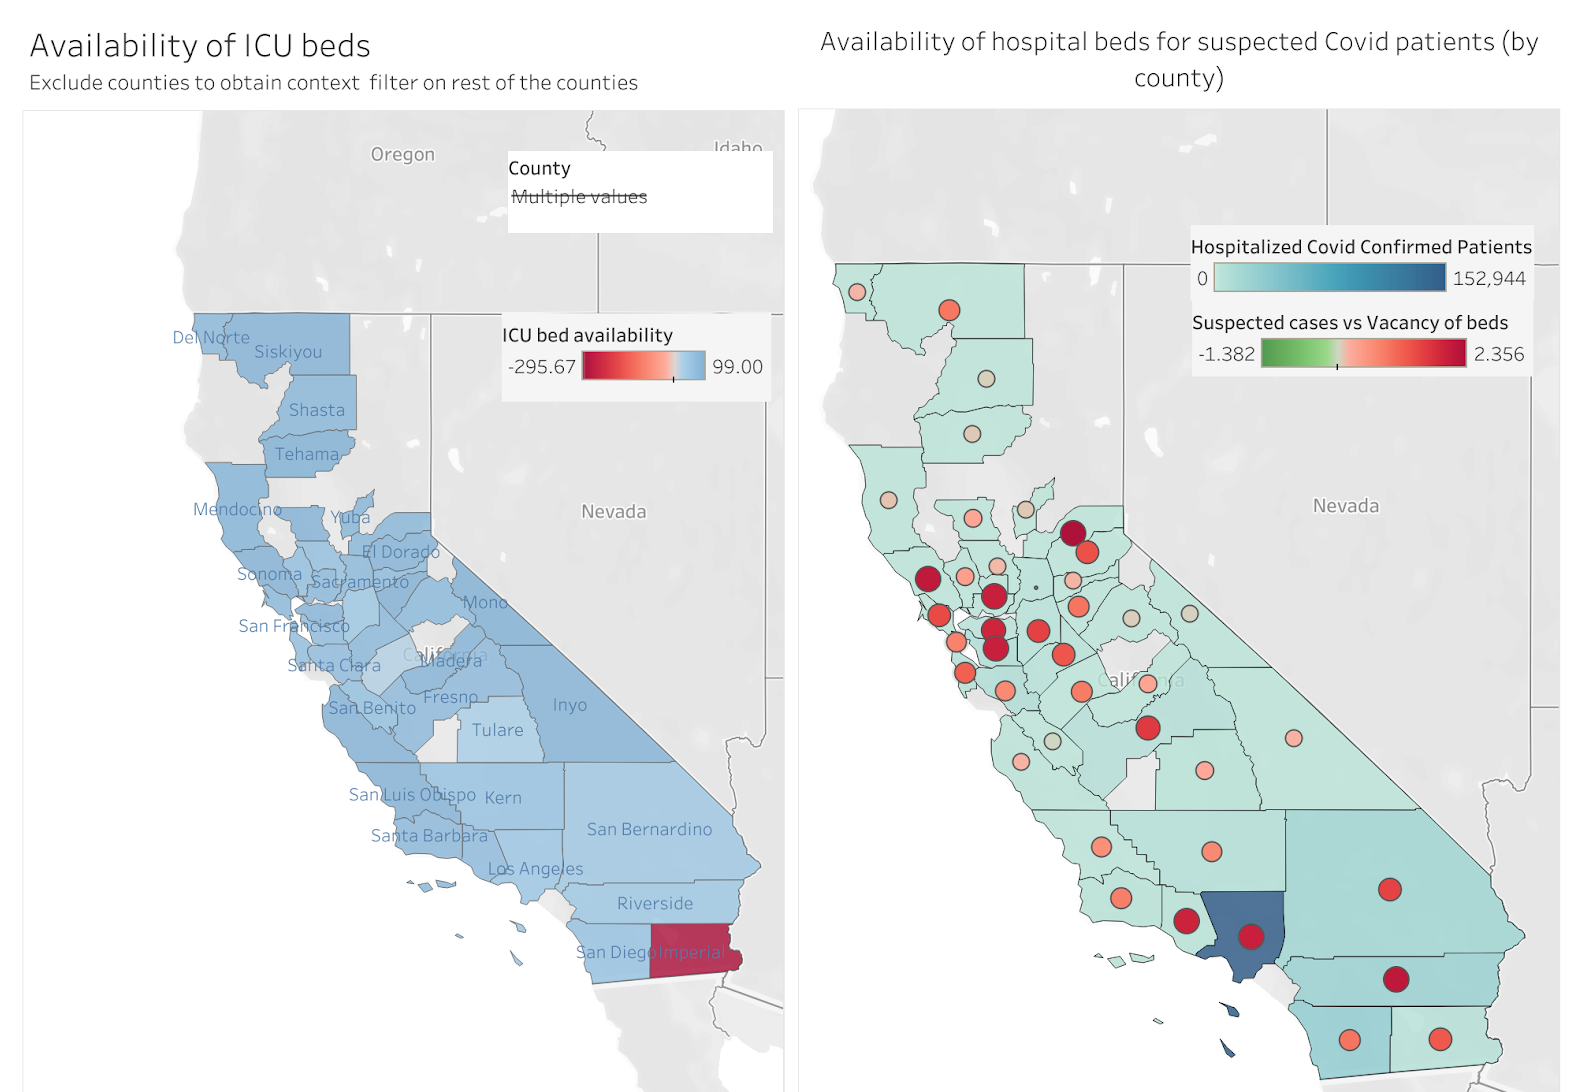 Availability of ICU beds
Exclude counties to obtain context filter on rest of the counties
Oregon
Idaho
County
Multiple values
ICU bed availability
-295.67 99.00
Del Norte
Siskiyou
Shasta
Tehama
Mendocino
Yuba
Nevada
El Dorado
Sonoma
Sacramento
Mono
San Francisco
California
Santa Clara
Madera
Fresno
San Benito
Inyo
Tulare
San Luis Obispo
Kern
San Bernardino
Santa Barbara
Los Angeles
Riverside
San Diego
Imperial
Availability of hospital beds for suspected Covid patients (by
county)
Hospitalized Covid Confirmed Patients
0 152,944
Suspected cases vs Vacancy of beds
-1.382 2.356
Nevada
California